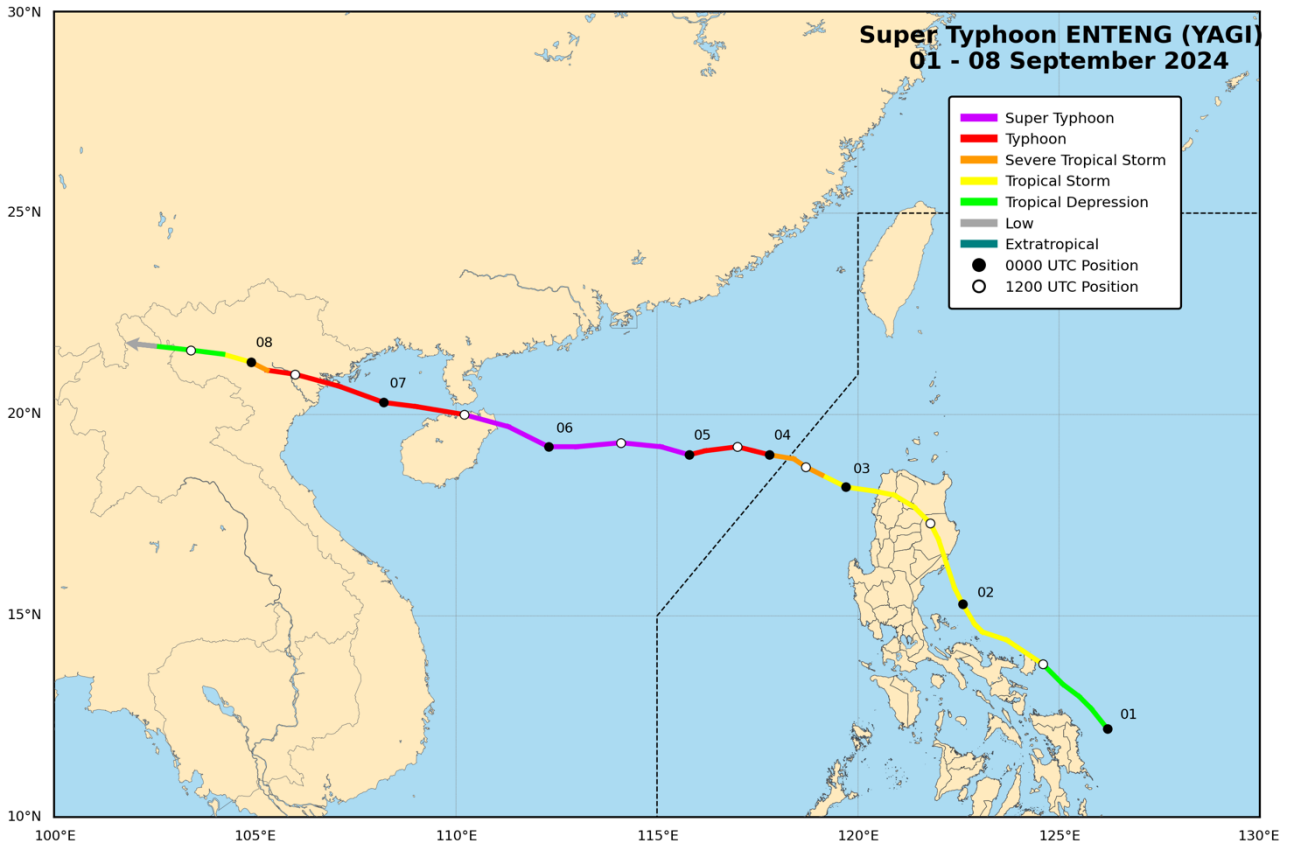 Super Typhoon ENTENG (YAGI)
01 - 08 September 2024
Super Typhoon
Typhoon
Severe Tropical Storm
Tropical Storm
Tropical Depression
Low
Extratropical
0000 UTC Position
1200 UTC Position
30°N
25°N
20°N
15°N
10°N
08
07
06
05
04
03
02
01
100°E
105°E
110°E
115°E
120°E
125°E
130°E